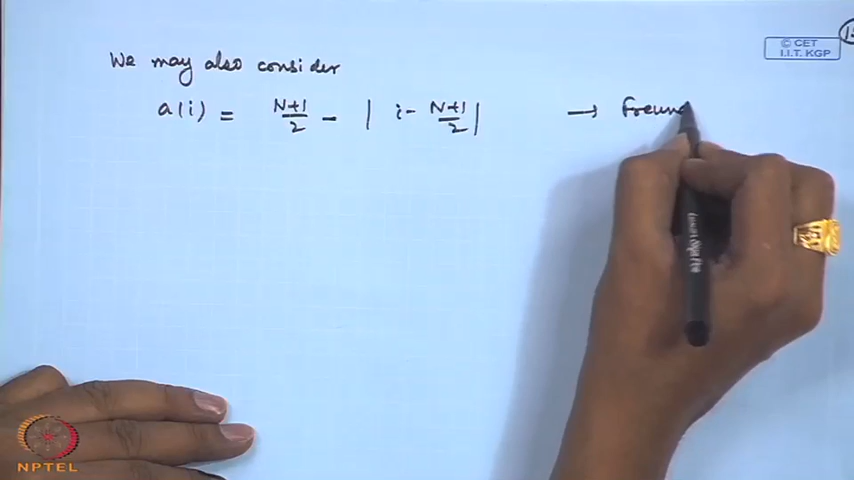 © CET
I.I.T. KGP
We may also consider
a(i) = N+1/2 - | i - N+1/2 | → Freund
NPTEL